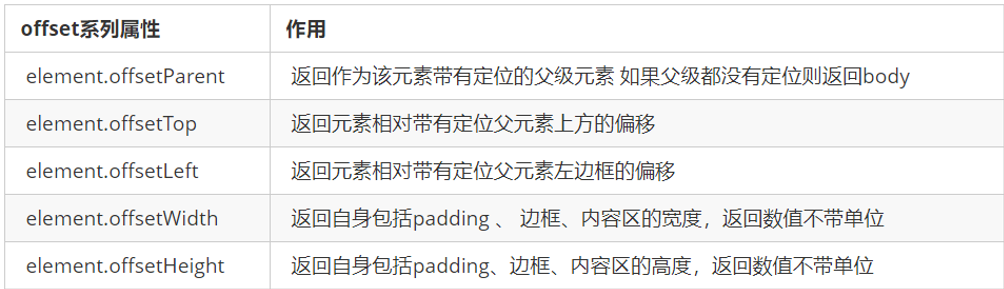 offset系列属性 作用
element.offsetParent 返回作为该元素带有定位的父级元素 如果父级都没有定位则返回body
element.offsetTop 返回元素相对带有定位父元素上方的偏移
element.offsetLeft 返回元素相对带有定位父元素左边框的偏移
element.offsetWidth 返回自身包括padding 、 边框、内容区的宽度，返回数值不带单位
element.offsetHeight 返回自身包括padding、边框、内容区的高度，返回数值不带单位